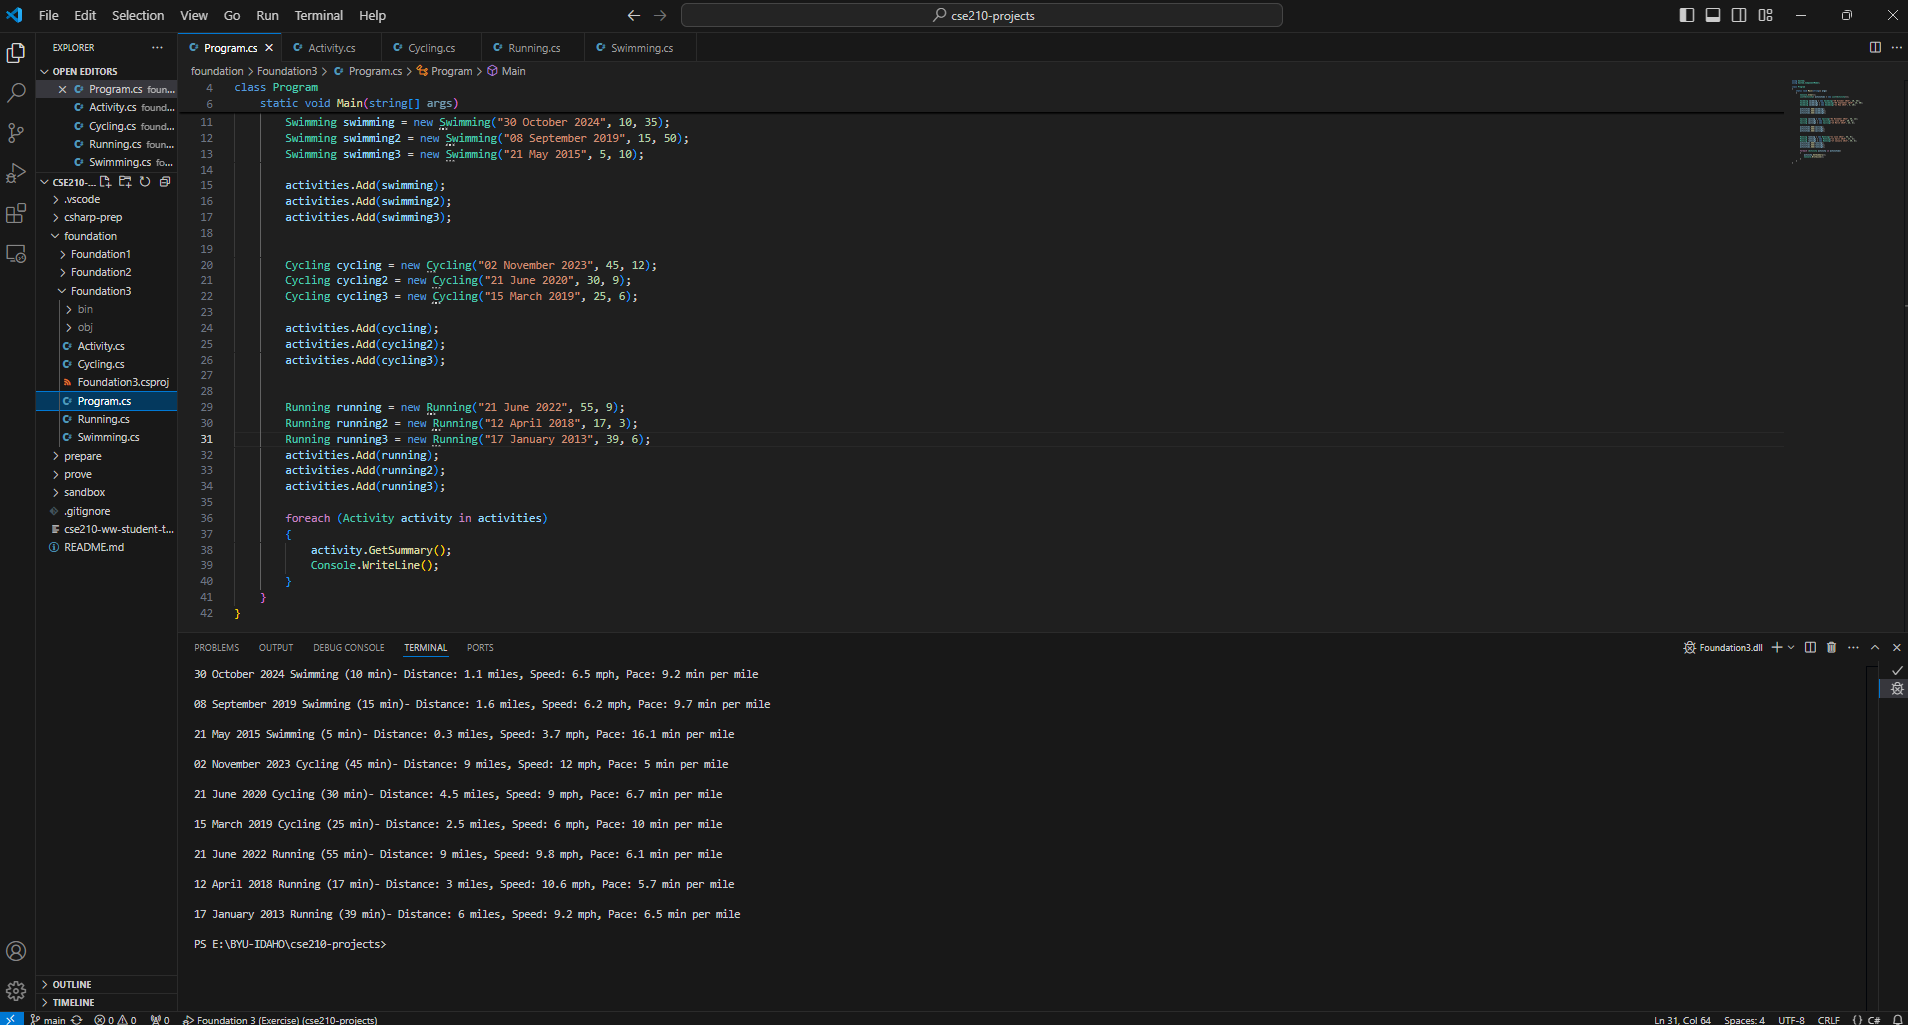 File Edit Selection View Go Run Terminal Help
cse210-projects
EXPLORER
OPEN EDITORS
Program.cs foun...
Activity.cs found...
Cycling.cs found...
Running.cs found...
Swimming.cs fo...
CSE210-...
.vscode
csharp-prep
foundation
Foundation1
Foundation2
Foundation3
bin
obj
Activity.cs
Cycling.cs
Foundation3.csproj
Program.cs
Running.cs
Swimming.cs
prepare
prove
sandbox
.gitignore
cse210-ww-student-t...
README.md
OUTLINE
TIMELINE
Program.cs Activity.cs Cycling.cs Running.cs Swimming.cs
foundation > Foundation3 > Program.cs > Program > Main
4 class Program
6 static void Main(string[] args)
11 Swimming swimming = new Swimming("30 October 2024", 10, 35);
12 Swimming swimming2 = new Swimming("08 September 2019", 15, 50);
13 Swimming swimming3 = new Swimming("21 May 2015", 5, 10);
14
15 activities.Add(swimming);
16 activities.Add(swimming2);
17 activities.Add(swimming3);
18
19
20 Cycling cycling = new Cycling("02 November 2023", 45, 12);
21 Cycling cycling2 = new Cycling("21 June 2020", 30, 9);
22 Cycling cycling3 = new Cycling("15 March 2019", 25, 6);
23
24 activities.Add(cycling);
25 activities.Add(cycling2);
26 activities.Add(cycling3);
27
28
29 Running running = new Running("21 June 2022", 55, 9);
30 Running running2 = new Running("12 April 2018", 17, 3);
31 Running running3 = new Running("17 January 2013", 39, 6);
32 activities.Add(running);
33 activities.Add(running2);
34 activities.Add(running3);
35
36 foreach (Activity activity in activities)
37 {
38 activity.GetSummary();
39 Console.WriteLine();
40 }
41 }
42 }
PROBLEMS OUTPUT DEBUG CONSOLE TERMINAL PORTS
Foundation3.dll
30 October 2024 Swimming (10 min)- Distance: 1.1 miles, Speed: 6.5 mph, Pace: 9.2 min per mile
08 September 2019 Swimming (15 min)- Distance: 1.6 miles, Speed: 6.2 mph, Pace: 9.7 min per mile
21 May 2015 Swimming (5 min)- Distance: 0.3 miles, Speed: 3.7 mph, Pace: 16.1 min per mile
02 November 2023 Cycling (45 min)- Distance: 9 miles, Speed: 12 mph, Pace: 5 min per mile
21 June 2020 Cycling (30 min)- Distance: 4.5 miles, Speed: 9 mph, Pace: 6.7 min per mile
15 March 2019 Cycling (25 min)- Distance: 2.5 miles, Speed: 6 mph, Pace: 10 min per mile
21 June 2022 Running (55 min)- Distance: 9 miles, Speed: 9.8 mph, Pace: 6.1 min per mile
12 April 2018 Running (17 min)- Distance: 3 miles, Speed: 10.6 mph, Pace: 5.7 min per mile
17 January 2013 Running (39 min)- Distance: 6 miles, Speed: 9.2 mph, Pace: 6.5 min per mile
PS E:\BYU-IDAHO\cse210-projects>
main 0 0 0 Foundation 3 (Exercise) (cse210-projects)
Ln 31, Col 64 Spaces: 4 UTF-8 CRLF {} C#